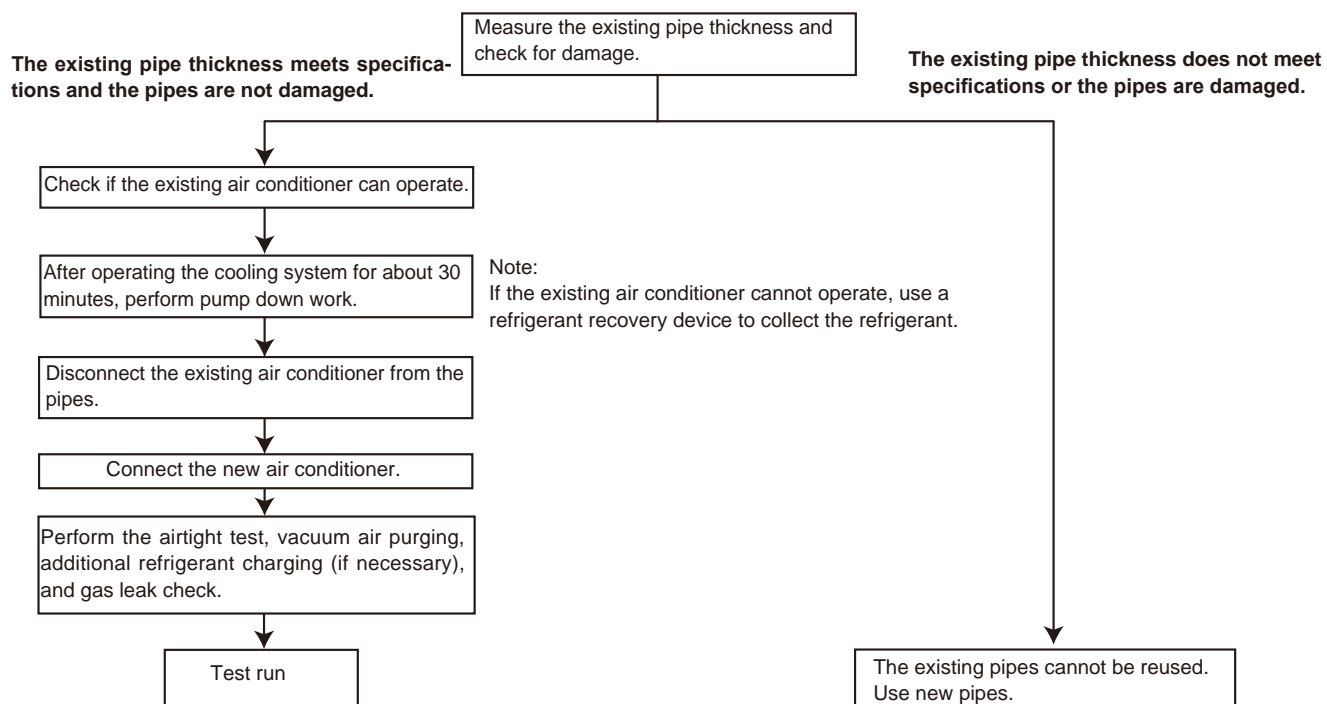 Measure the existing pipe thickness and
check for damage.
The existing pipe thickness meets specifica-
tions and the pipes are not damaged.
The existing pipe thickness does not meet
specifications or the pipes are damaged.
Check if the existing air conditioner can operate.
After operating the cooling system for about 30
minutes, perform pump down work.
Note:
If the existing air conditioner cannot operate, use a
refrigerant recovery device to collect the refrigerant.
Disconnect the existing air conditioner from the
pipes.
Connect the new air conditioner.
Perform the airtight test, vacuum air purging,
additional refrigerant charging (if necessary),
and gas leak check.
Test run
The existing pipes cannot be reused.
Use new pipes.